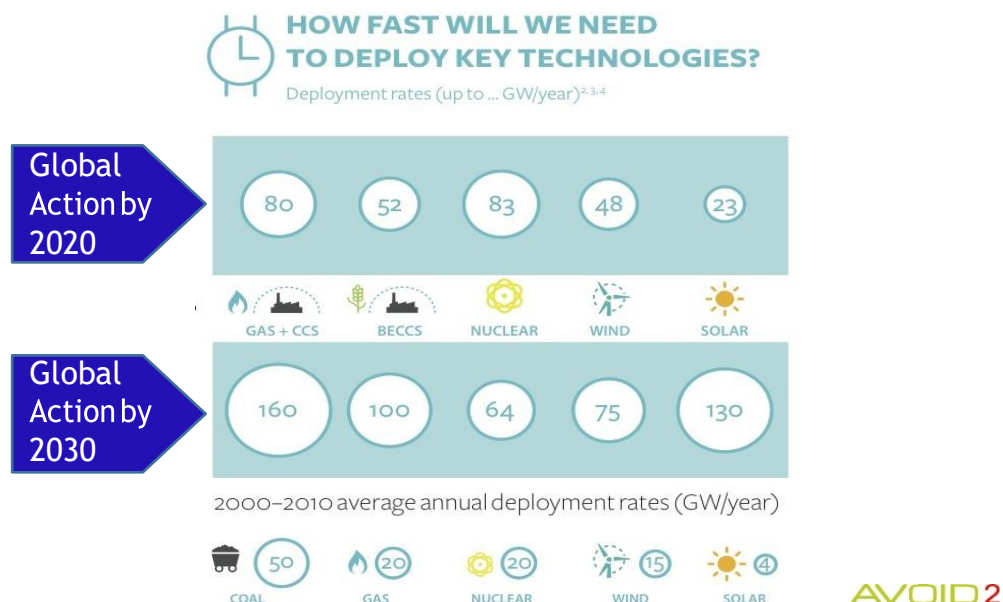 HOW FAST WILL WE NEED
TO DEPLOY KEY TECHNOLOGIES?
Deployment rates (up to ... GW/year)2,3,4
Global
Action by
2020
80 52 83 48 23
GAS + CCS BECCS NUCLEAR WIND SOLAR
Global
Action by
2030
160 100 64 75 130
2000–2010 average annual deployment rates (GW/year)
50 20 20 15 4
COAL GAS NUCLEAR WIND SOLAR
AVOID 2